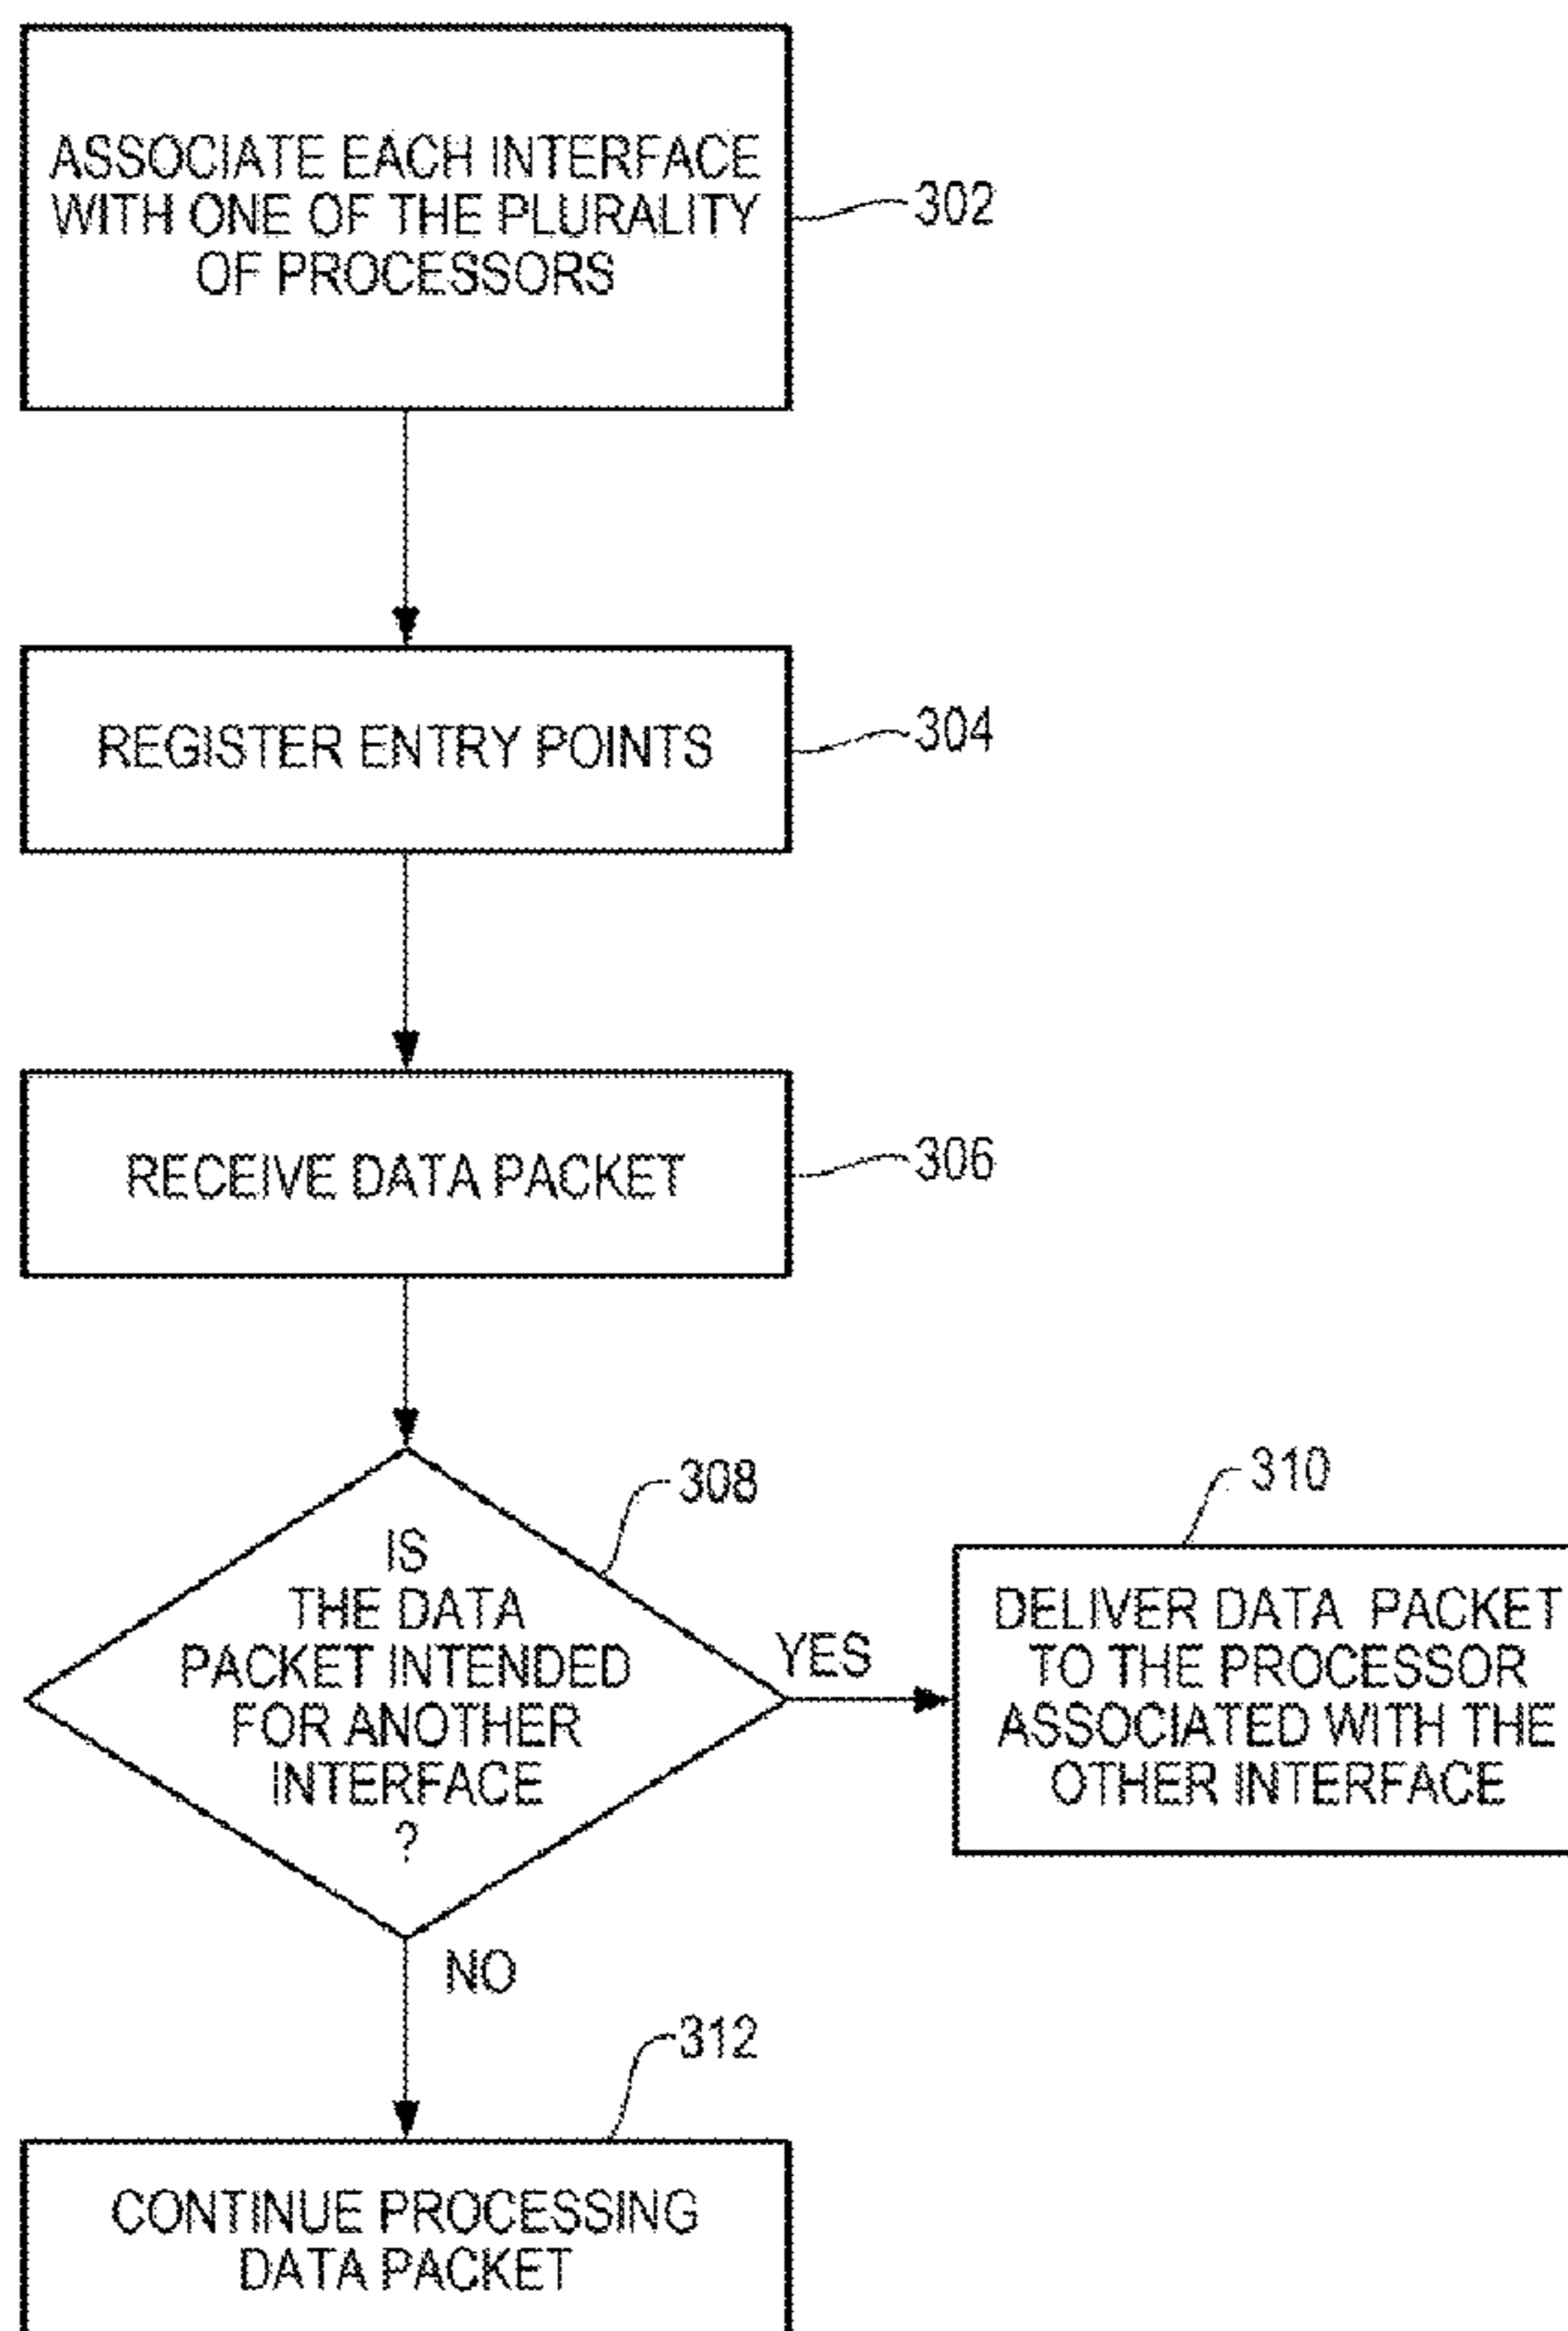 ASSOCIATE EACH INTERFACE
WITH ONE OF THE PLURALITY
OF PROCESSORS
302
REGISTER ENTRY POINTS
304
RECEIVE DATA PACKET
306
308
IS
THE DATA
PACKET INTENDED
FOR ANOTHER
INTERFACE
?
YES
310
DELIVER DATA PACKET
TO THE PROCESSOR
ASSOCIATED WITH THE
OTHER INTERFACE
NO
312
CONTINUE PROCESSING
DATA PACKET